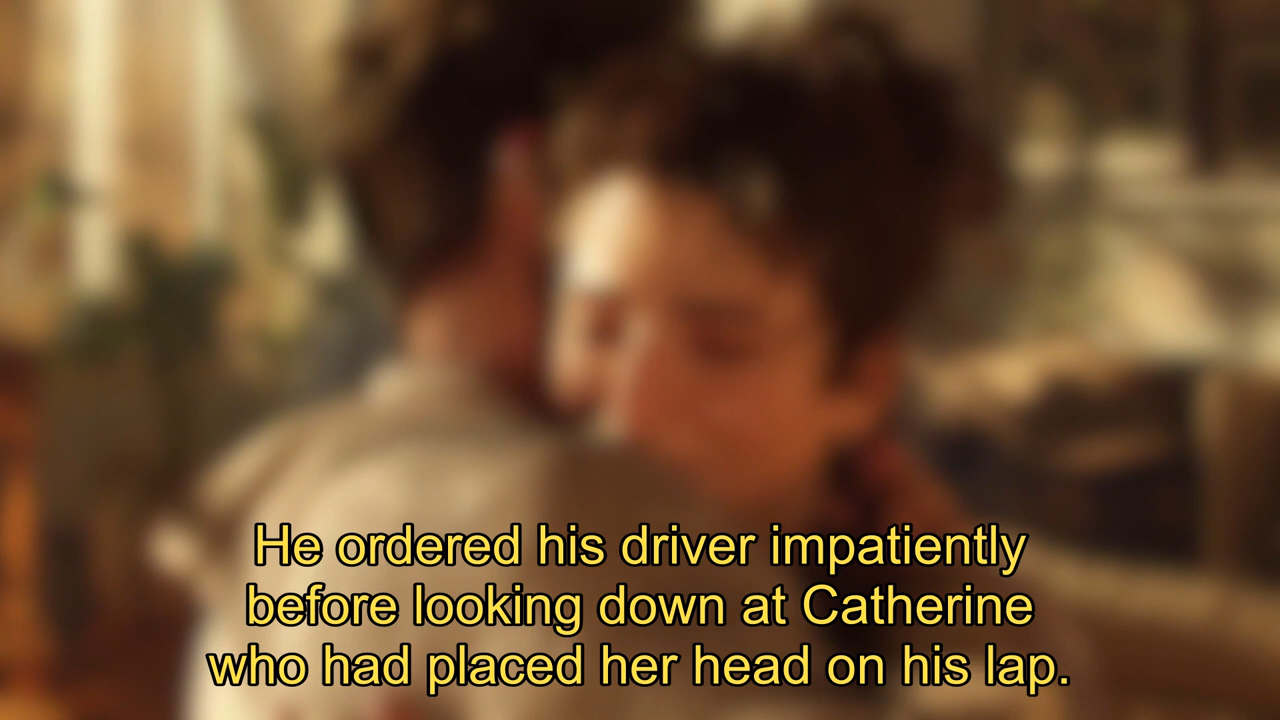 He ordered his driver impatiently
before looking down at Catherine
who had placed her head on his lap.